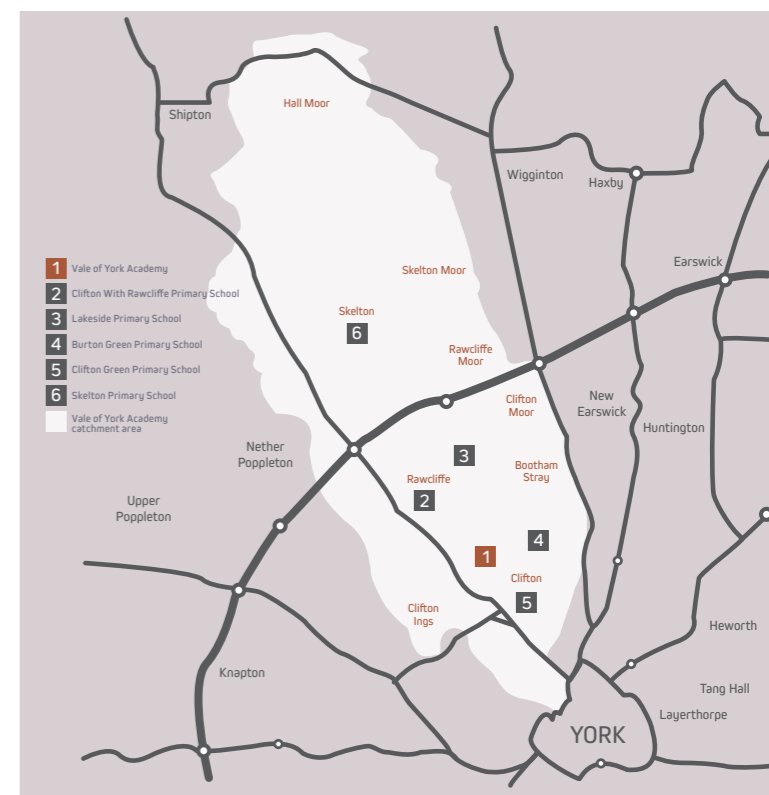 Hall Moor
Shipton
Wigginton
Haxby
Earswick
Skelton Moor
1 Vale of York Academy
2 Clifton With Rawcliffe Primary School
3 Lakeside Primary School
4 Burton Green Primary School
5 Clifton Green Primary School
6 Skelton Primary School
Vale of York Academy
catchment area
Skelton
6
Rawcliffe
Moor
Clifton
Moor
New
Earswick
Huntington
Nether
Poppleton
3
Bootham
Stray
Rawcliffe
2
Upper
Poppleton
4
1
Clifton
5
Clifton
Ings
Heworth
Knapton
Tang Hall
Layerthorpe
YORK